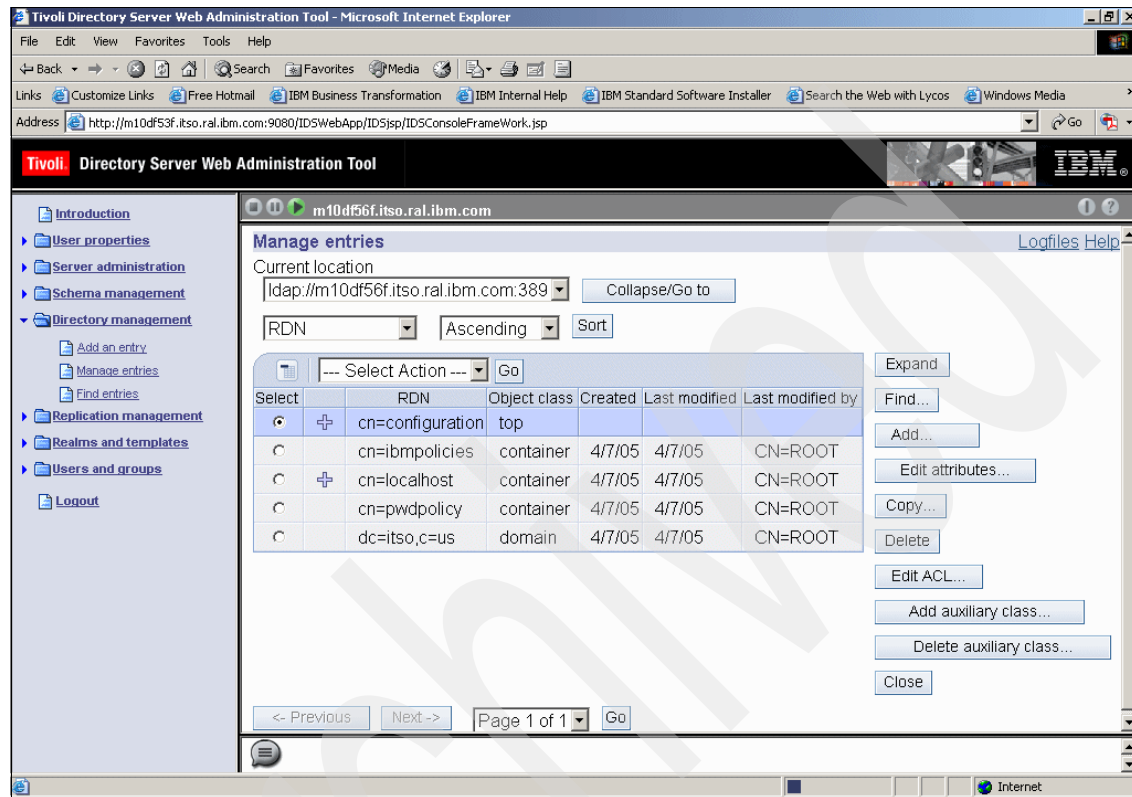 Tivoli Directory Server Web Administration Tool - Microsoft Internet Explorer
File Edit View Favorites Tools Help
Back Search Favorites Media
Links Customize Links Free Hotmail IBM Business Transformation IBM Internal Help IBM Standard Software Installer Search the Web with Lycos Windows Media
Address http://m10df53f.itso.ral.ibm.com:9080/IDSWebApp/IDSjsp/IDSConsoleFrameWork.jsp Go
Tivoli. Directory Server Web Administration Tool IBM®
Introduction
User properties
Server administration
Schema management
Directory management
Add an entry
Manage entries
Find entries
Replication management
Realms and templates
Users and groups
Logout
m10df56f.itso.ral.ibm.com
Manage entries Logfiles Help
Current location
ldap://m10df56f.itso.ral.ibm.com:389 Collapse/Go to
RDN Ascending Sort
--- Select Action --- Go
Select RDN Object class Created Last modified Last modified by
cn=configuration top
cn=ibmpolicies container 4/7/05 4/7/05 CN=ROOT
cn=localhost container 4/7/05 4/7/05 CN=ROOT
cn=pwdpolicy container 4/7/05 4/7/05 CN=ROOT
dc=itso,c=us domain 4/7/05 4/7/05 CN=ROOT
Expand
Find...
Add...
Edit attributes...
Copy...
Delete
Edit ACL...
Add auxiliary class...
Delete auxiliary class...
Close
<- Previous Next -> Page 1 of 1 Go
Internet